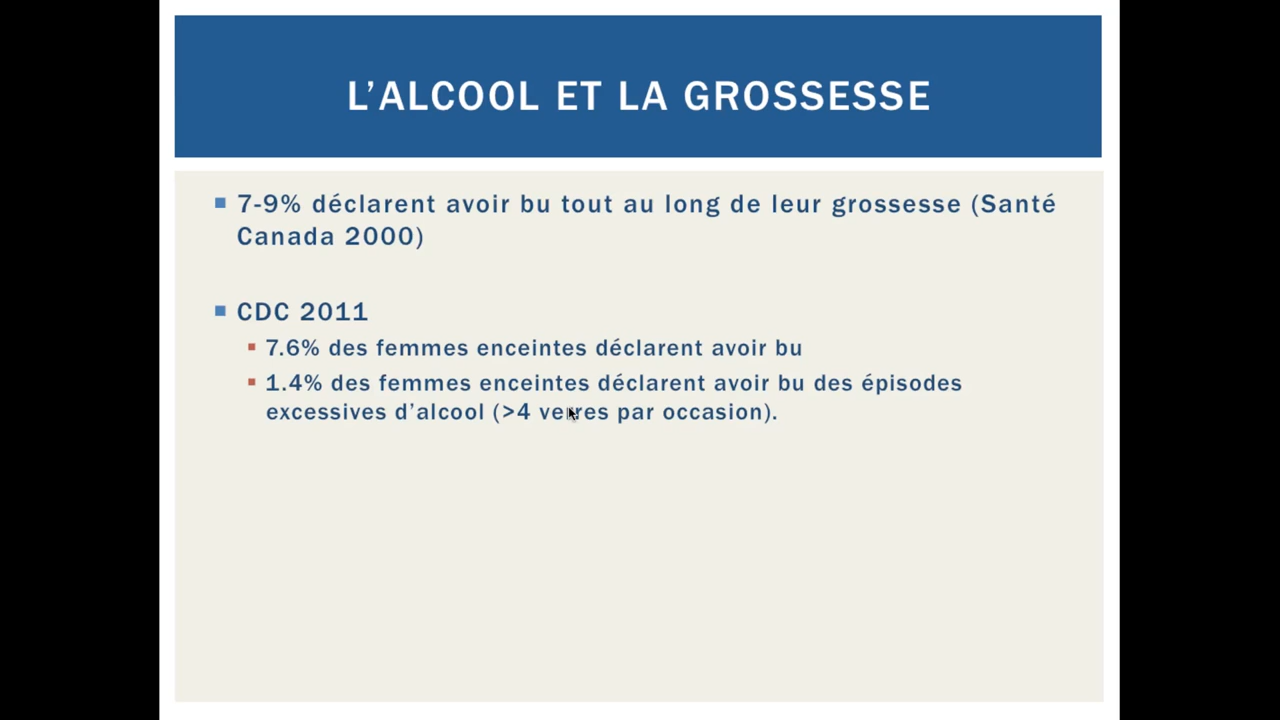 L'ALCOOL ET LA GROSSESSE
7-9% déclarent avoir bu tout au long de leur grossesse (Santé
Canada 2000)
CDC 2011
7.6% des femmes enceintes déclarent avoir bu
1.4% des femmes enceintes déclarent avoir bu des épisodes
excessives d'alcool (>4 verres par occasion).